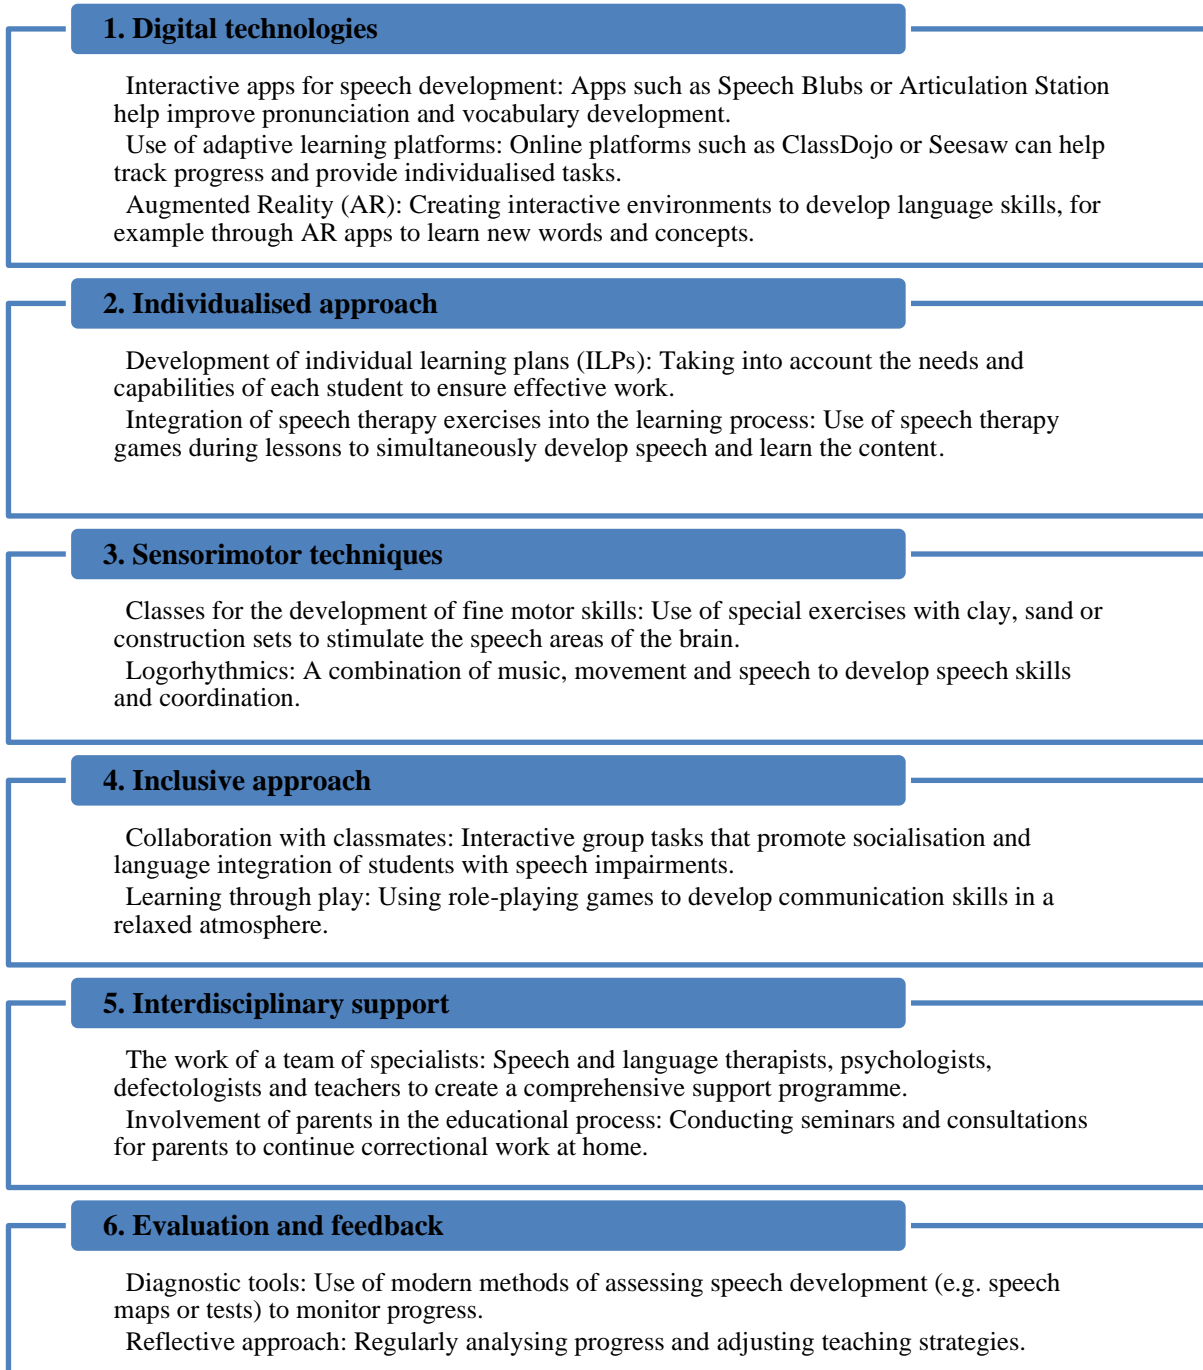 1. Digital technologies
Interactive apps for speech development: Apps such as Speech Blubs or Articulation Station
help improve pronunciation and vocabulary development.
Use of adaptive learning platforms: Online platforms such as ClassDojo or Seesaw can help
track progress and provide individualised tasks.
Augmented Reality (AR): Creating interactive environments to develop language skills, for
example through AR apps to learn new words and concepts.
2. Individualised approach
Development of individual learning plans (ILPs): Taking into account the needs and
capabilities of each student to ensure effective work.
Integration of speech therapy exercises into the learning process: Use of speech therapy
games during lessons to simultaneously develop speech and learn the content.
3. Sensorimotor techniques
Classes for the development of fine motor skills: Use of special exercises with clay, sand or
construction sets to stimulate the speech areas of the brain.
Logorhythmics: A combination of music, movement and speech to develop speech skills
and coordination.
4. Inclusive approach
Collaboration with classmates: Interactive group tasks that promote socialisation and
language integration of students with speech impairments.
Learning through play: Using role-playing games to develop communication skills in a
relaxed atmosphere.
5. Interdisciplinary support
The work of a team of specialists: Speech and language therapists, psychologists,
defectologists and teachers to create a comprehensive support programme.
Involvement of parents in the educational process: Conducting seminars and consultations
for parents to continue correctional work at home.
6. Evaluation and feedback
Diagnostic tools: Use of modern methods of assessing speech development (e.g. speech
maps or tests) to monitor progress.
Reflective approach: Regularly analysing progress and adjusting teaching strategies.